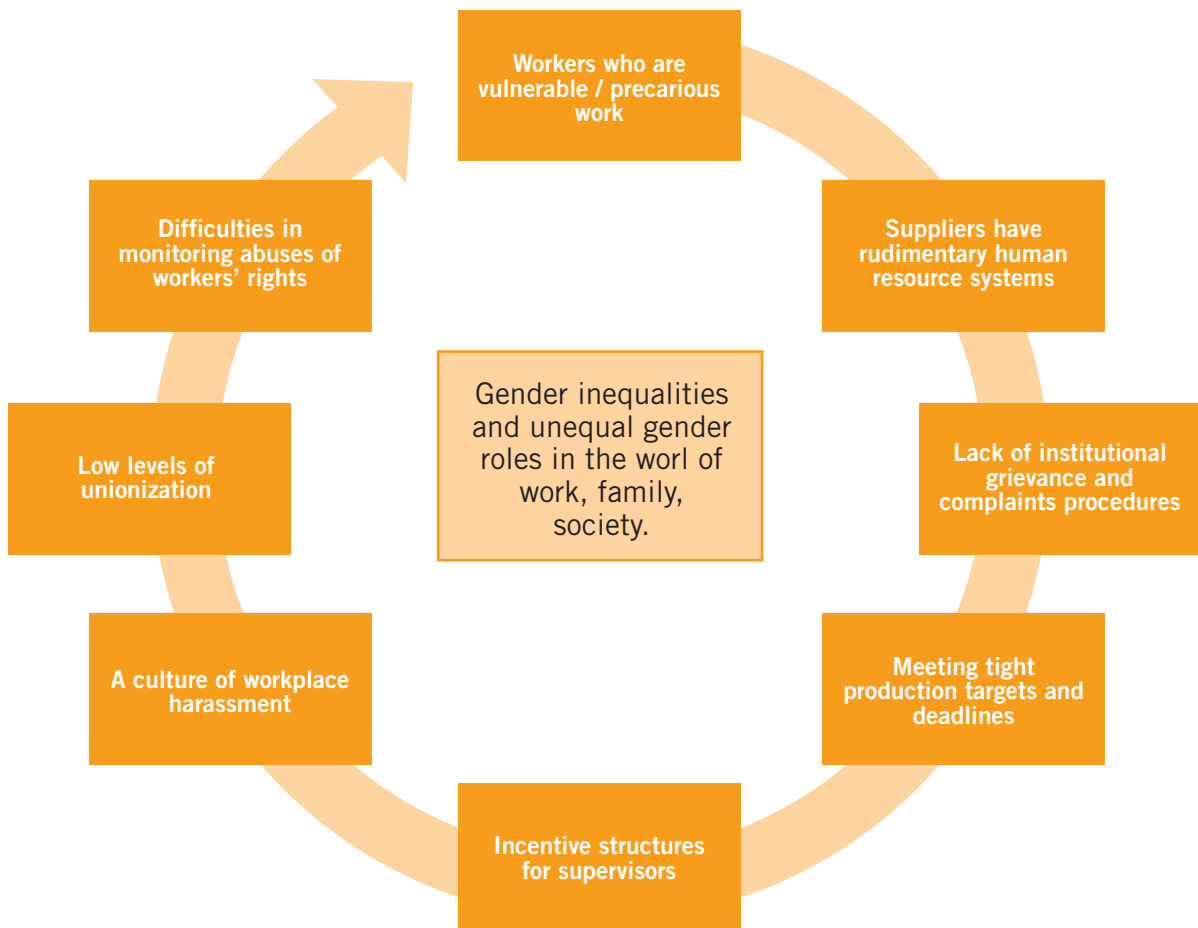 Workers who are
vulnerable / precarious
work
Suppliers have
rudimentary human
resource systems
Lack of institutional
grievance and
complaints procedures
Meeting tight
production targets and
deadlines
Incentive structures
for supervisors
A culture of workplace
harassment
Low levels of
unionization
Difficulties in
monitoring abuses of
workers’ rights
Gender inequalities
and unequal gender
roles in the worl of
work, family,
society.